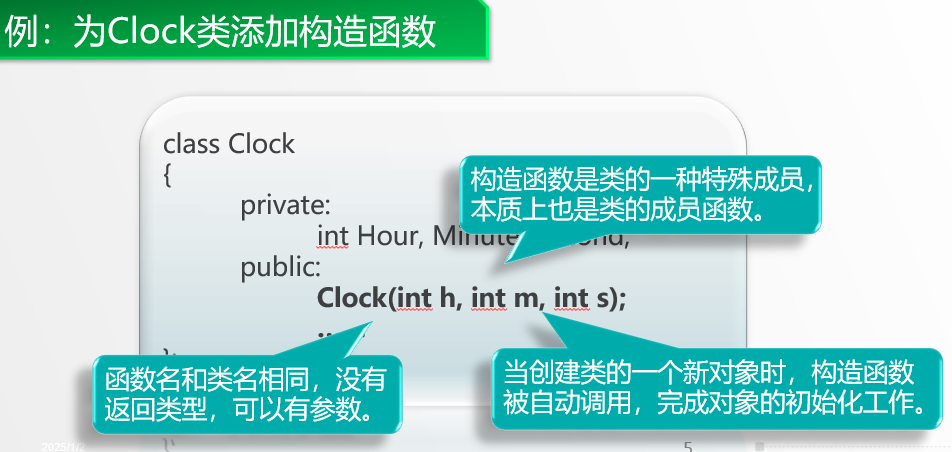 例：为Clock类添加构造函数
class Clock
{
private:
构造函数是类的一种特殊成员，
本质上也是类的成员函数。
int Hour, Minute
public:
Clock(int h, int m, int s);
函数名和类名相同，没有
返回类型，可以有参数。
当创建类的一个新对象时，构造函数
被自动调用，完成对象的初始化工作。
5